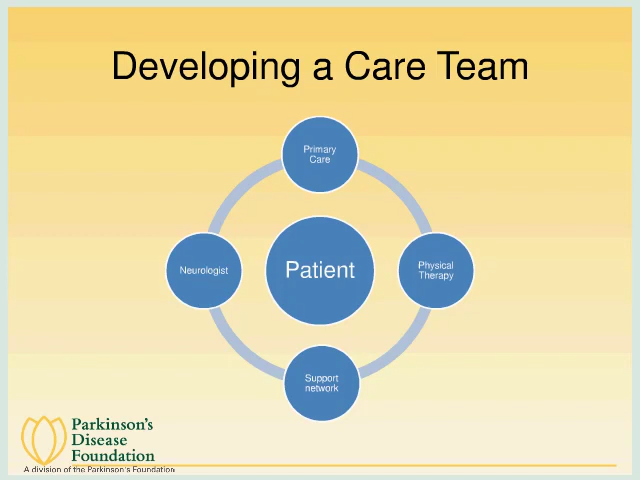 Developing a Care Team
Primary
Care
Neurologist
Patient
Physical
Therapy
Support
network
Parkinson's
Disease
Foundation
A division of the Parkinson's Foundation